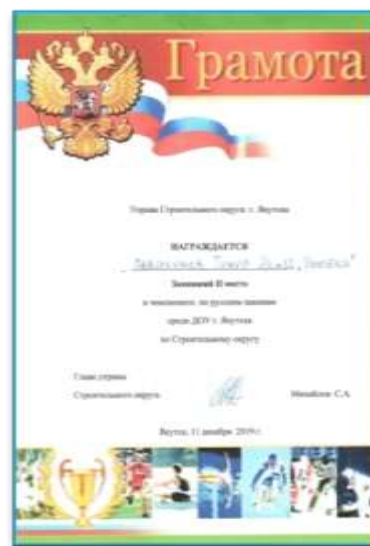 Грамота
Управа Строительного округа г. Якутска
НАГРАЖДАЕТСЯ
Занявший II место
в чемпионате по русским шашкам
среди ДОУ г. Якутска
по Строительному округу
Глава управы
Строительного округа Михайлов С.А.
Якутск, 11 декабря 2019 г.